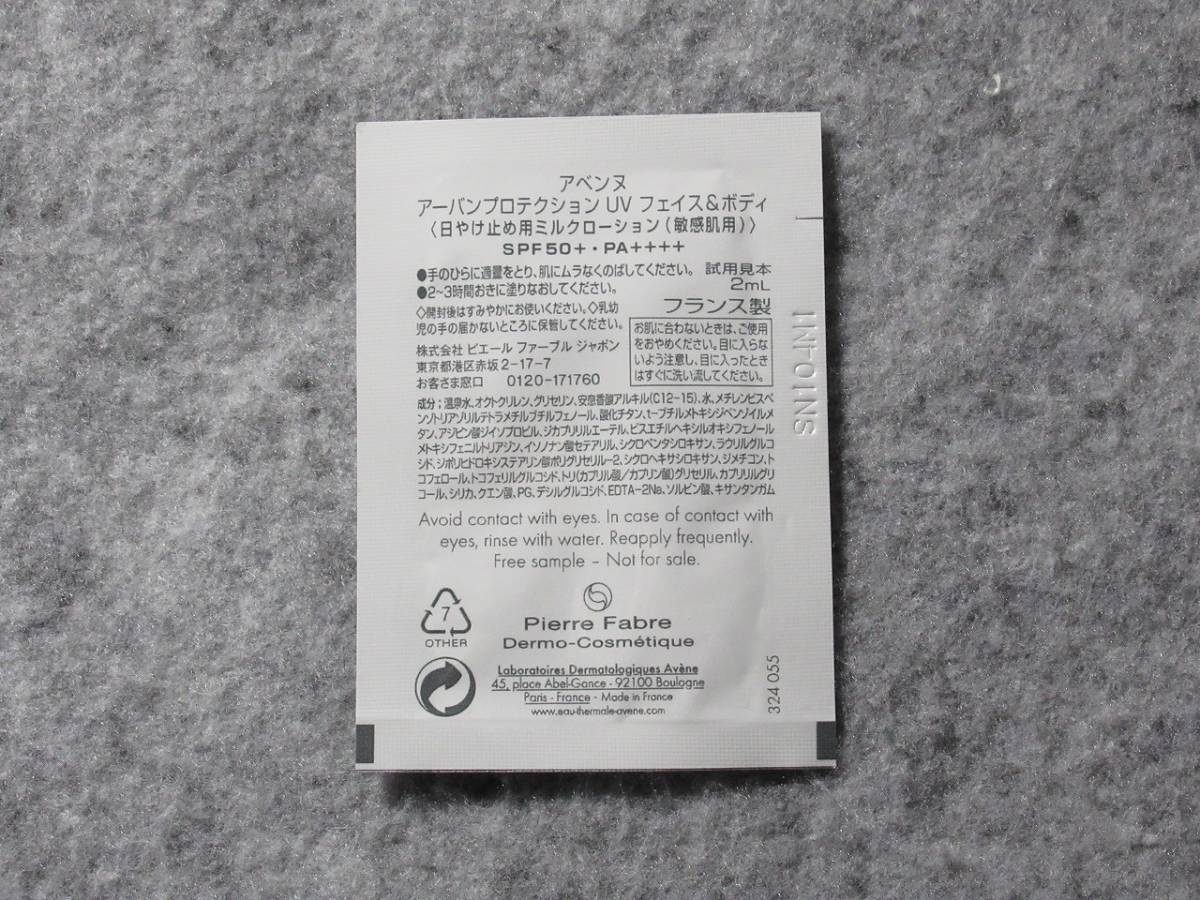 アベンヌ
アーバンプロテクション UV フェイス&ボディ
〈日やけ止め用ミルクローション(敏感肌用)〉
SPF50+・PA++++
●手のひらに適量をとり、肌にムラなくのばしてください。
●2~3時間おきに塗りなおしてください。
試用見本
2mL
◇開封後はすみやかにお使いください。◇乳幼
児の手の届かないところに保管してください。
フランス製
株式会社 ピエール ファーブル ジャポン
東京都港区赤坂2-17-7
お客さま窓口 0120-171760
お肌に合わないときは、ご使用
をおやめください。目に入らな
いよう注意し、目に入ったとき
はすぐに洗い流してください。
成分;温泉水、オクトクリレン、グリセリン、安息香酸アルキル(C12-15)、水、メチレンビスベ
ンゾトリアゾリルテトラメチルブチルフェノール、酸化チタン、t-ブチルメトキシジベンゾイルメ
タン、アジピン酸ジイソプロピル、ジカプリリルエーテル、ビスエチルヘキシルオキシフェノール
メトキシフェニルトリアジン、イソノナン酸セテアリル、シクロペンタシロキサン、ラウリルグルコ
シド、ジポリヒドロキシステアリン酸ポリグリセリル-2、シクロヘキサシロキサン、ジメチコン、ト
コフェロール、トコフェリルグルコシド、トリ(カプリル酸/カプリン酸)グリセリル、カプリリルグリ
コール、シリカ、クエン酸、PG、デシルグルコシド、EDTA-2Na、ソルビン酸、キサンタンガム
Avoid contact with eyes. In case of contact with
eyes, rinse with water. Reapply frequently.
Free sample - Not for sale.
7
OTHER
Pierre Fabre
Dermo-Cosmétique
Laboratoires Dermatologiques Avène
45, place Abel-Gance - 92100 Boulogne
Paris - France - Made in France
www.eau-thermale-avene.com
324 055